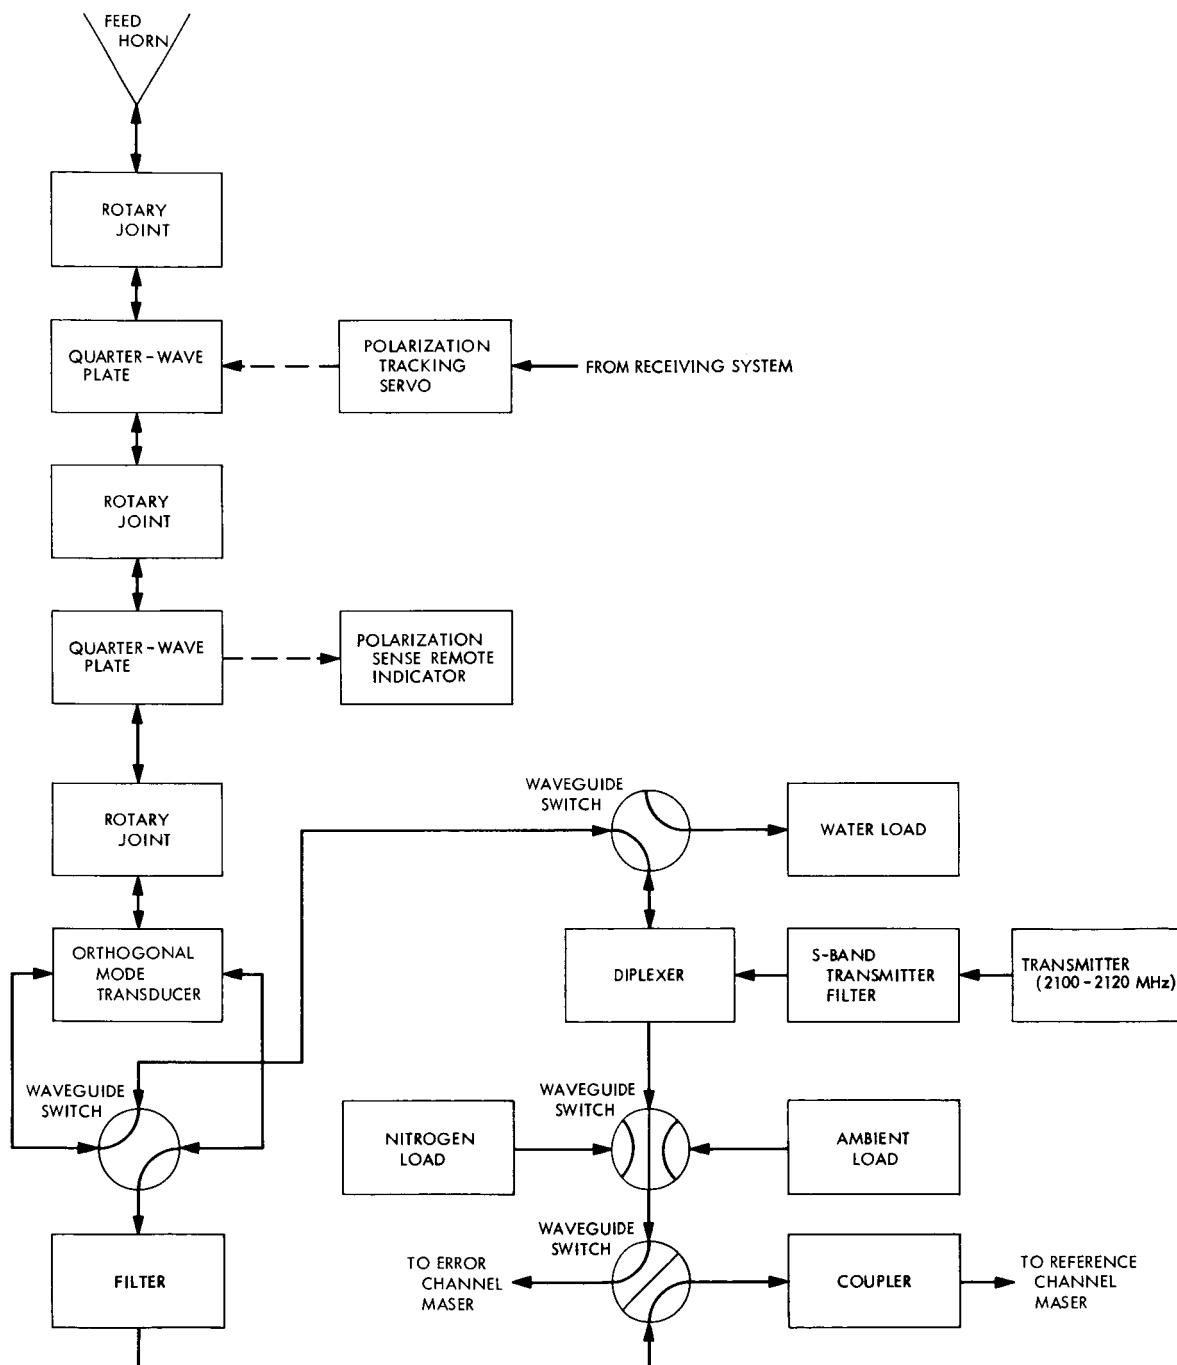 FEED
HORN
ROTARY
JOINT
QUARTER-WAVE
PLATE
POLARIZATION
TRACKING
SERVO
FROM RECEIVING SYSTEM
ROTARY
JOINT
QUARTER-WAVE
PLATE
POLARIZATION
SENSE REMOTE
INDICATOR
ROTARY
JOINT
WAVEGUIDE
SWITCH
WATER LOAD
ORTHOGONAL
MODE
TRANSDUCER
DIPLEXER
S-BAND
TRANSMITTER
FILTER
TRANSMITTER
(2100-2120 MHz)
WAVEGUIDE
SWITCH
WAVEGUIDE
SWITCH
NITROGEN
LOAD
AMBIENT
LOAD
WAVEGUIDE
SWITCH
FILTER
TO ERROR
CHANNEL
MASER
COUPLER
TO REFERENCE
CHANNEL
MASER